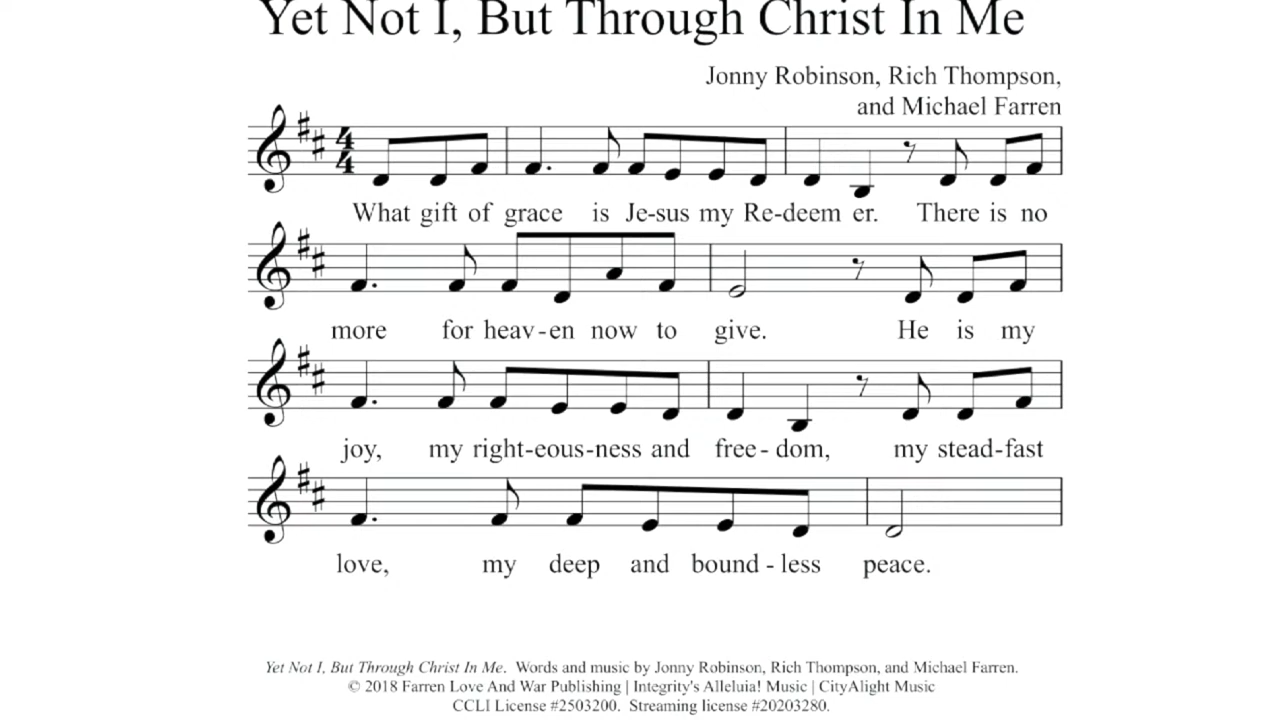 Yet Not I, But Through Christ In Me
Jonny Robinson, Rich Thompson,
and Michael Farren
4
4
What gift of grace is Je-sus my Re-deem er. There is no
more for heav-en now to give. He is my
joy, my right-eous-ness and free-dom, my stead-fast
love, my deep and bound-less peace.
Yet Not I, But Through Christ In Me. Words and music by Jonny Robinson, Rich Thompson, and Michael Farren.
© 2018 Farren Love And War Publishing | Integrity's Alleluia! Music | CityAlight Music
CCLI License #2503200. Streaming license #20203280.